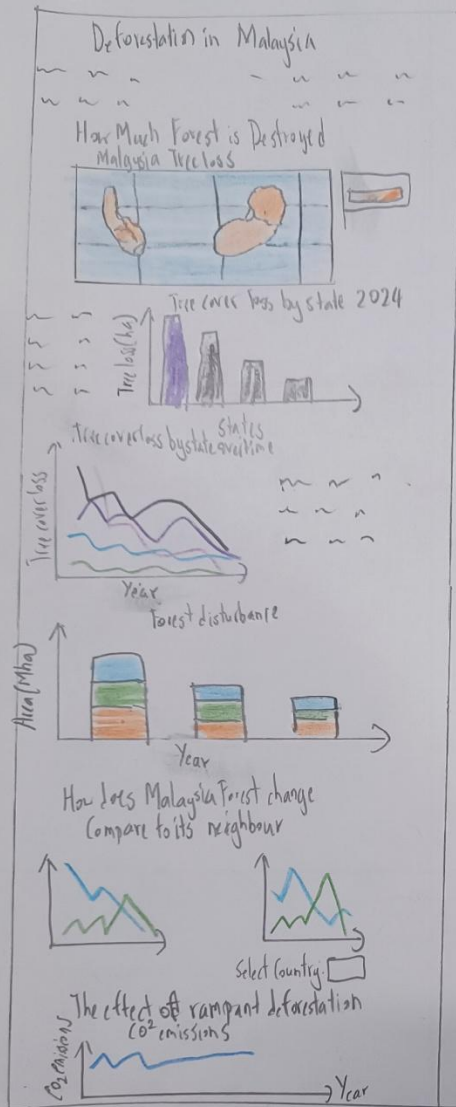 Deforestation in Malaysia
How Much Forest is Destroyed
Malaysia Tree loss
Tree cover loss by state 2024
Tree loss(ha)
States
Tree cover loss by state over time
Tree cover loss
Year
Forest disturbance
Area(Mha)
Year
How does Malaysia Forest change
Compare to its neighbour
Select Country:
The effect of rampant deforestation
CO² emissions
CO2 emissions
Year